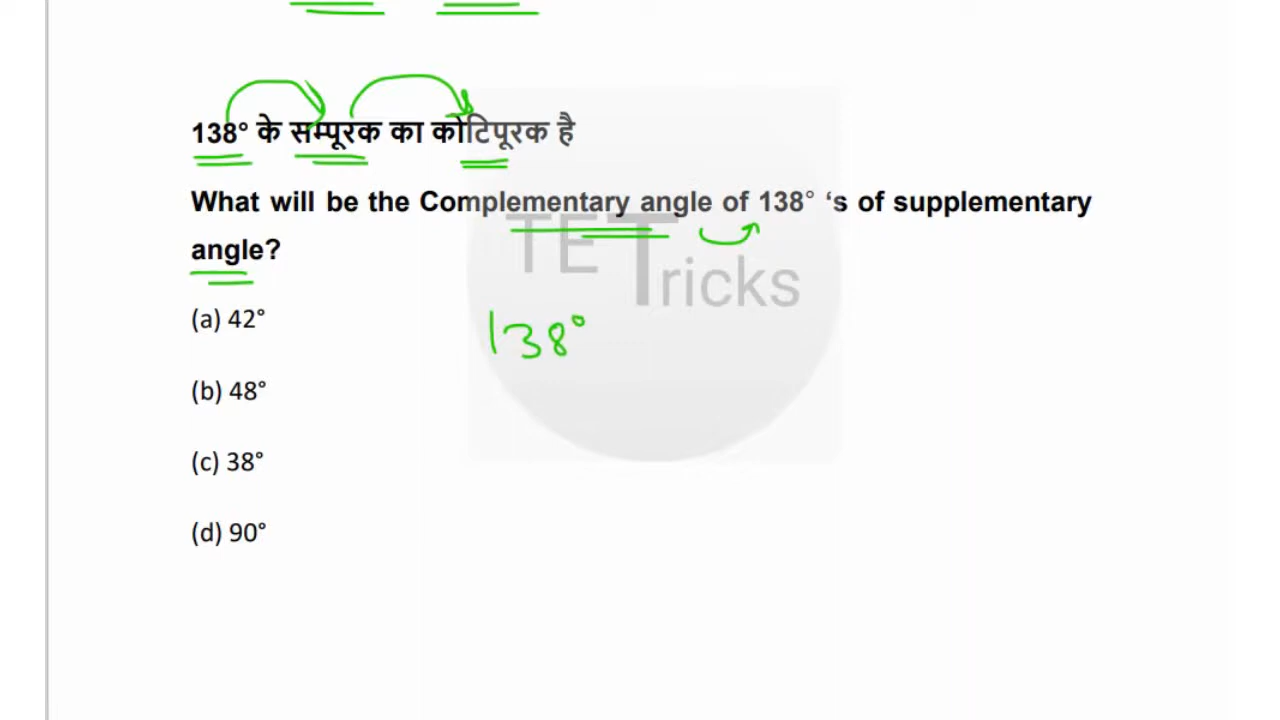 138° के सम्पूरक का कोटिपूरक है
What will be the Complementary angle of 138° ‘s of supplementary
angle?
TETricks
(a) 42°
138°
(b) 48°
(c) 38°
(d) 90°